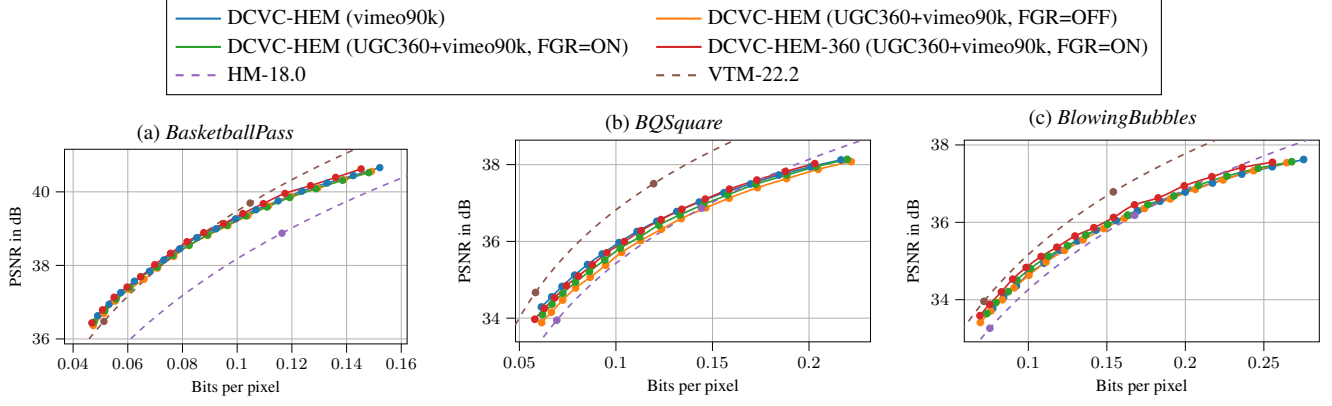 DCVC-HEM (vimeo90k)
DCVC-HEM (UGC360+vimeo90k, FGR=OFF)
DCVC-HEM (UGC360+vimeo90k, FGR=ON)
DCVC-HEM-360 (UGC360+vimeo90k, FGR=ON)
HM-18.0
VTM-22.2
(a) BasketballPass
PSNR in dB
40
38
36
0.04 0.06 0.08 0.1 0.12 0.14 0.16
Bits per pixel
(b) BQSquare
PSNR in dB
38
36
34
0.05 0.1 0.15 0.2
Bits per pixel
(c) BlowingBubbles
PSNR in dB
38
36
34
0.1 0.15 0.2 0.25
Bits per pixel